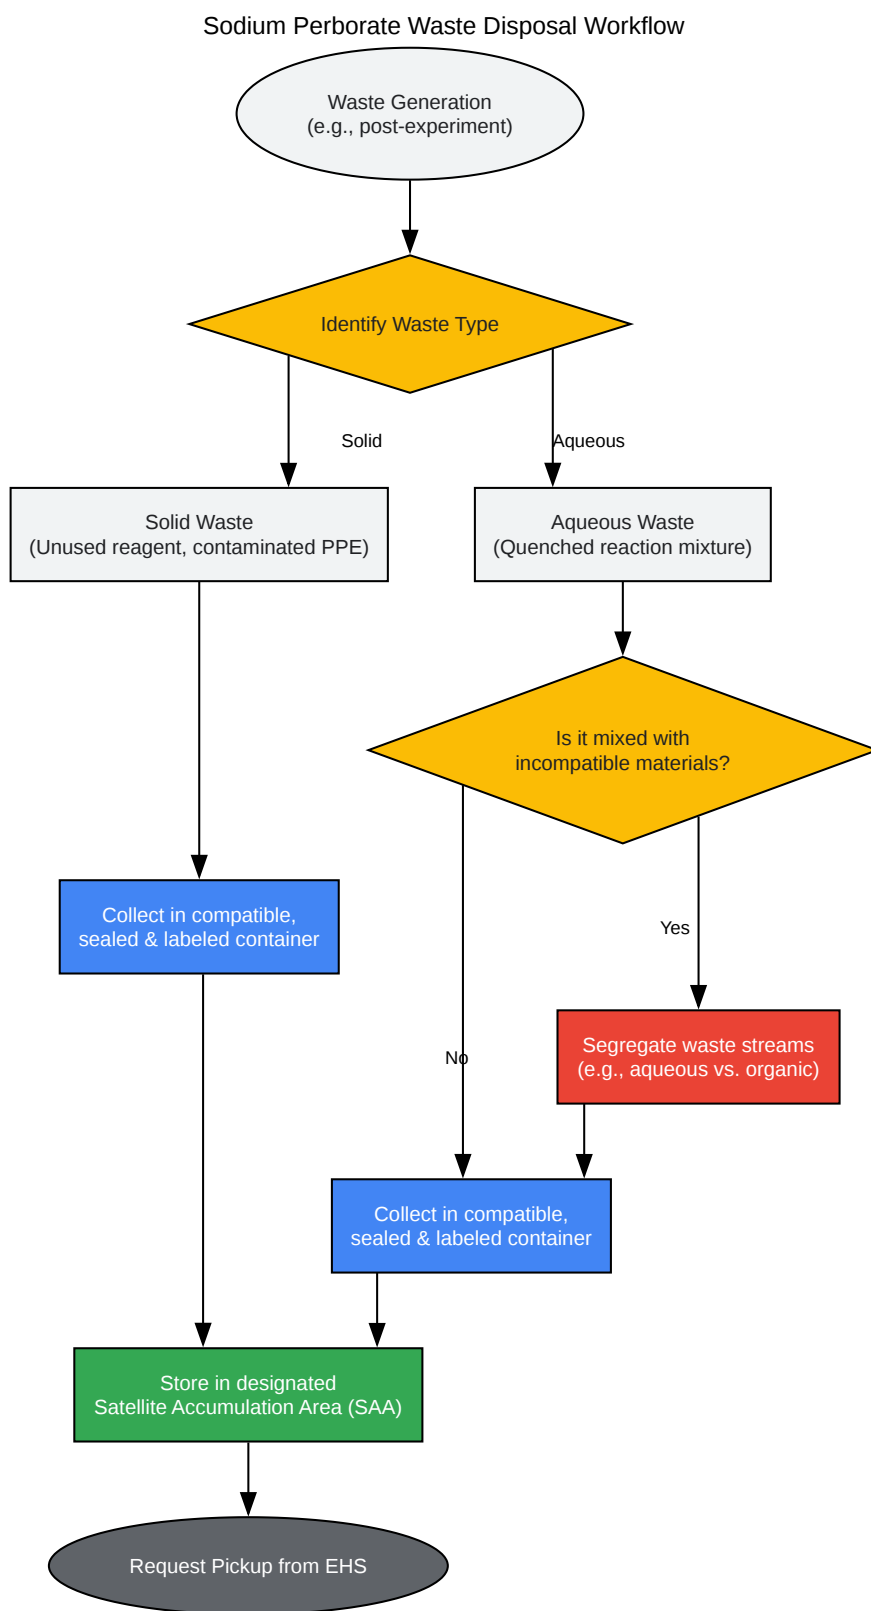 Sodium Perborate Waste Disposal Workflow
Waste Generation
(e.g., post-experiment)
Identify Waste Type
Solid
Aqueous
Solid Waste
(Unused reagent, contaminated PPE)
Aqueous Waste
(Quenched reaction mixture)
Is it mixed with
incompatible materials?
Collect in compatible,
sealed & labeled container
Yes
Segregate waste streams
(e.g., aqueous vs. organic)
No
Collect in compatible,
sealed & labeled container
Store in designated
Satellite Accumulation Area (SAA)
Request Pickup from EHS